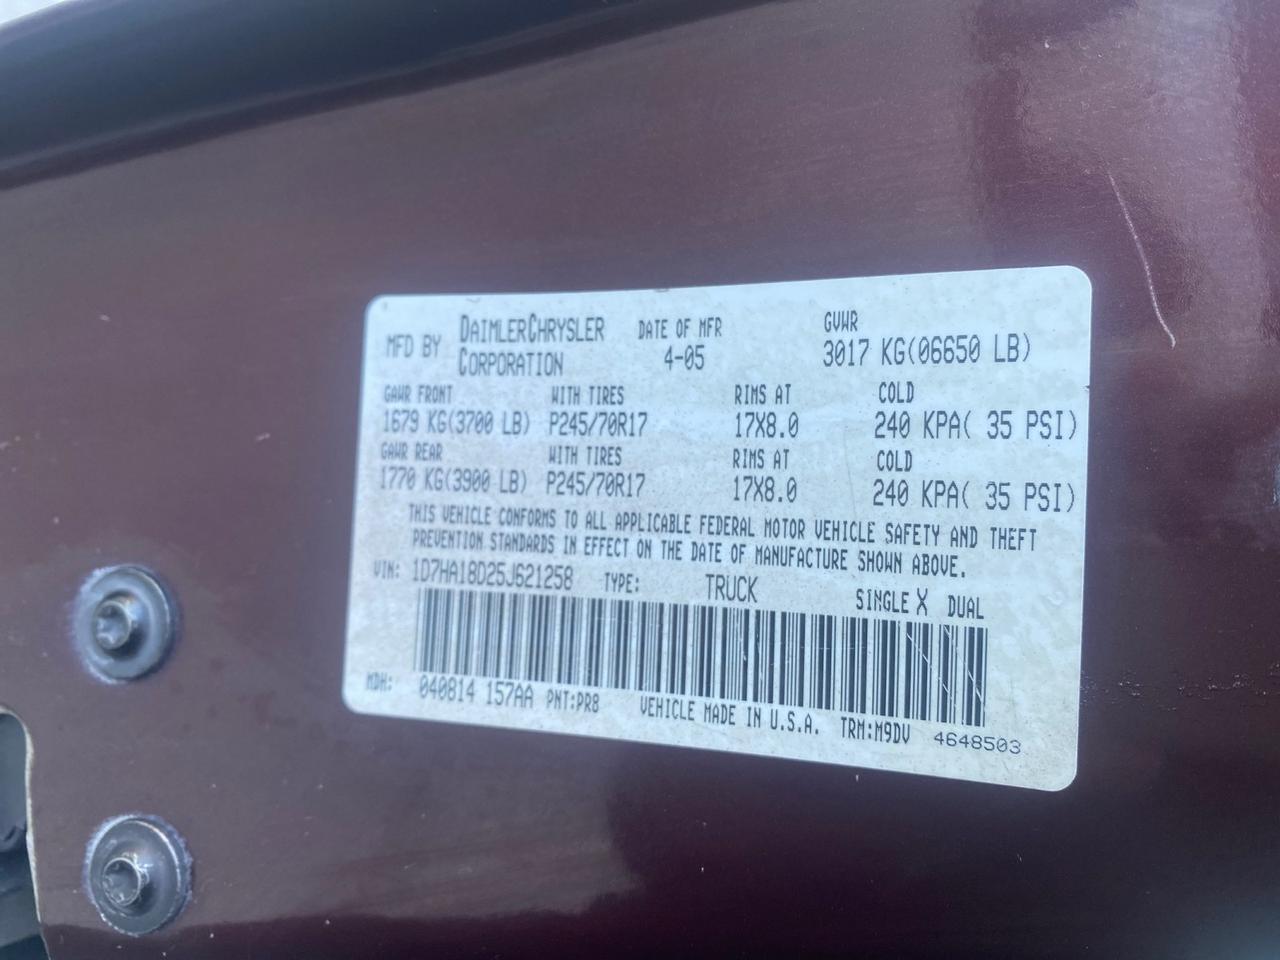 MFD BY DAIMLERCHRYSLER CORPORATION DATE OF MFR 4-05 GVWR 3017 KG(06650 LB)
GAWR FRONT WITH TIRES RIMS AT COLD
1679 KG(3700 LB) P245/70R17 17X8.0 240 KPA( 35 PSI)
GAWR REAR WITH TIRES RIMS AT COLD
1770 KG(3900 LB) P245/70R17 17X8.0 240 KPA( 35 PSI)
THIS VEHICLE CONFORMS TO ALL APPLICABLE FEDERAL MOTOR VEHICLE SAFETY AND THEFT
PREVENTION STANDARDS IN EFFECT ON THE DATE OF MANUFACTURE SHOWN ABOVE.
VIN: 1D7HA18D25J621258 TYPE: TRUCK SINGLE X DUAL
MDH: 040814 157AA PNT:PR8 VEHICLE MADE IN U.S.A. TRM:M9DV 4648503